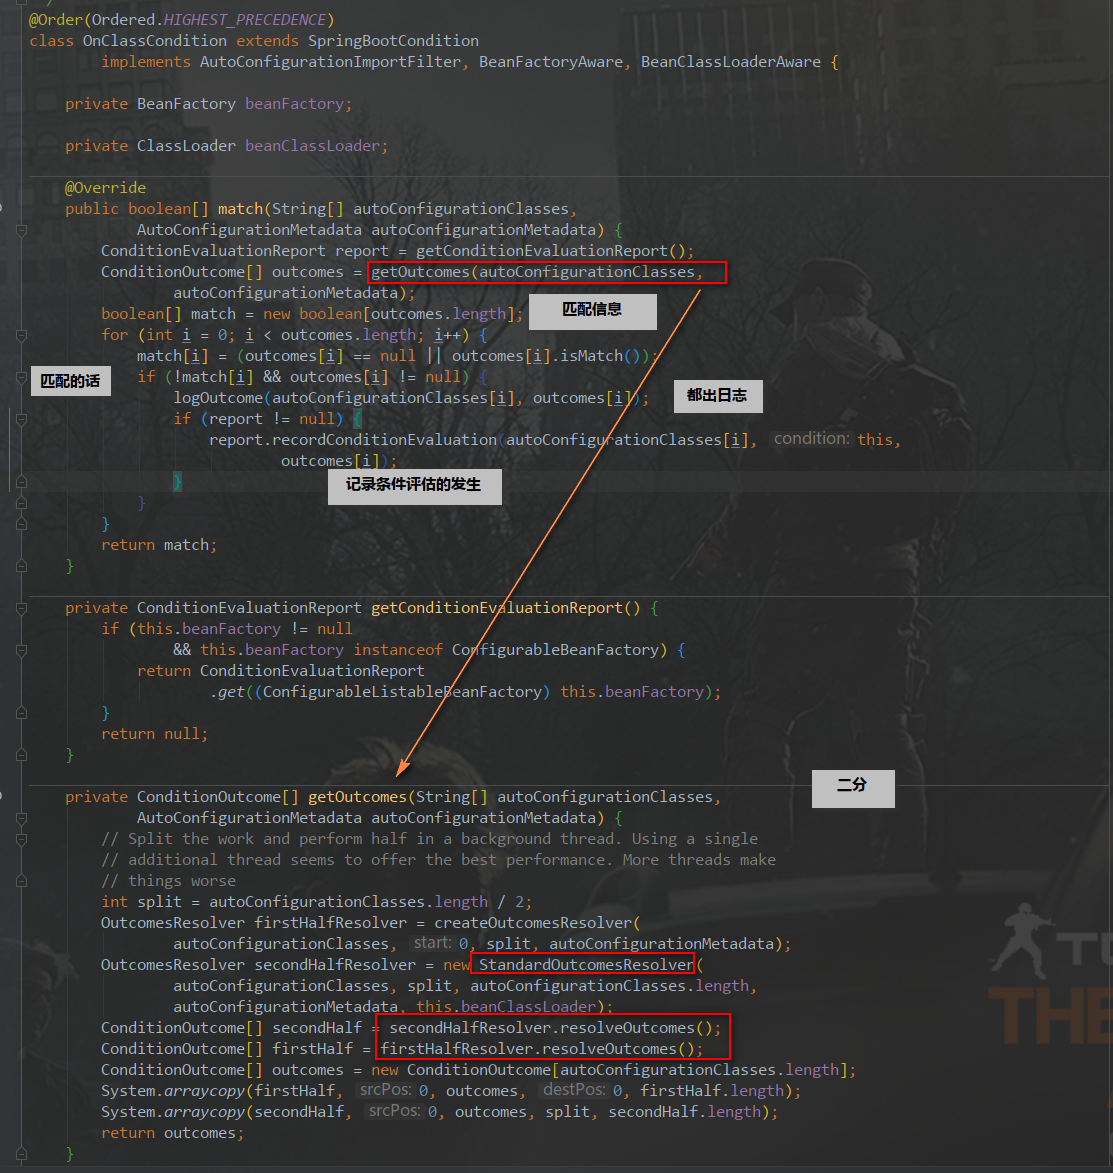 @Order(Ordered.HIGHEST_PRECEDENCE)
class OnClassCondition extends SpringBootCondition
implements AutoConfigurationImportFilter, BeanFactoryAware, BeanClassLoaderAware {
private BeanFactory beanFactory;
private ClassLoader beanClassLoader;
@Override
public boolean[] match(String[] autoConfigurationClasses,
AutoConfigurationMetadata autoConfigurationMetadata) {
ConditionEvaluationReport report = getConditionEvaluationReport();
ConditionOutcome[] outcomes = getOutcomes(autoConfigurationClasses,
autoConfigurationMetadata);
boolean[] match = new boolean[outcomes.length];
匹配信息
for (int i = 0; i < outcomes.length; i++) {
match[i] = (outcomes[i] == null || outcomes[i].isMatch());
匹配的话
if (!match[i] && outcomes[i] != null) {
logOutcome(autoConfigurationClasses[i], outcomes[i]);
都出日志
if (report != null) {
report.recordConditionEvaluation(autoConfigurationClasses[i], condition: this,
outcomes[i]);
记录条件评估的发生
}
}
}
return match;
}
private ConditionEvaluationReport getConditionEvaluationReport() {
if (this.beanFactory != null
&& this.beanFactory instanceof ConfigurableBeanFactory) {
return ConditionEvaluationReport
.get((ConfigurableListableBeanFactory) this.beanFactory);
}
return null;
}
二分
private ConditionOutcome[] getOutcomes(String[] autoConfigurationClasses,
AutoConfigurationMetadata autoConfigurationMetadata) {
// Split the work and perform half in a background thread. Using a single
// additional thread seems to offer the best performance. More threads make
// things worse
int split = autoConfigurationClasses.length / 2;
OutcomesResolver firstHalfResolver = createOutcomesResolver(
autoConfigurationClasses, start: 0, split, autoConfigurationMetadata);
OutcomesResolver secondHalfResolver = new StandardOutcomesResolver(
autoConfigurationClasses, split, autoConfigurationClasses.length,
autoConfigurationMetadata, this.beanClassLoader);
ConditionOutcome[] secondHalf = secondHalfResolver.resolveOutcomes();
ConditionOutcome[] firstHalf = firstHalfResolver.resolveOutcomes();
ConditionOutcome[] outcomes = new ConditionOutcome[autoConfigurationClasses.length];
System.arraycopy(firstHalf, srcPos: 0, outcomes, destPos: 0, firstHalf.length);
System.arraycopy(secondHalf, srcPos: 0, outcomes, split, secondHalf.length);
return outcomes;
}
THE